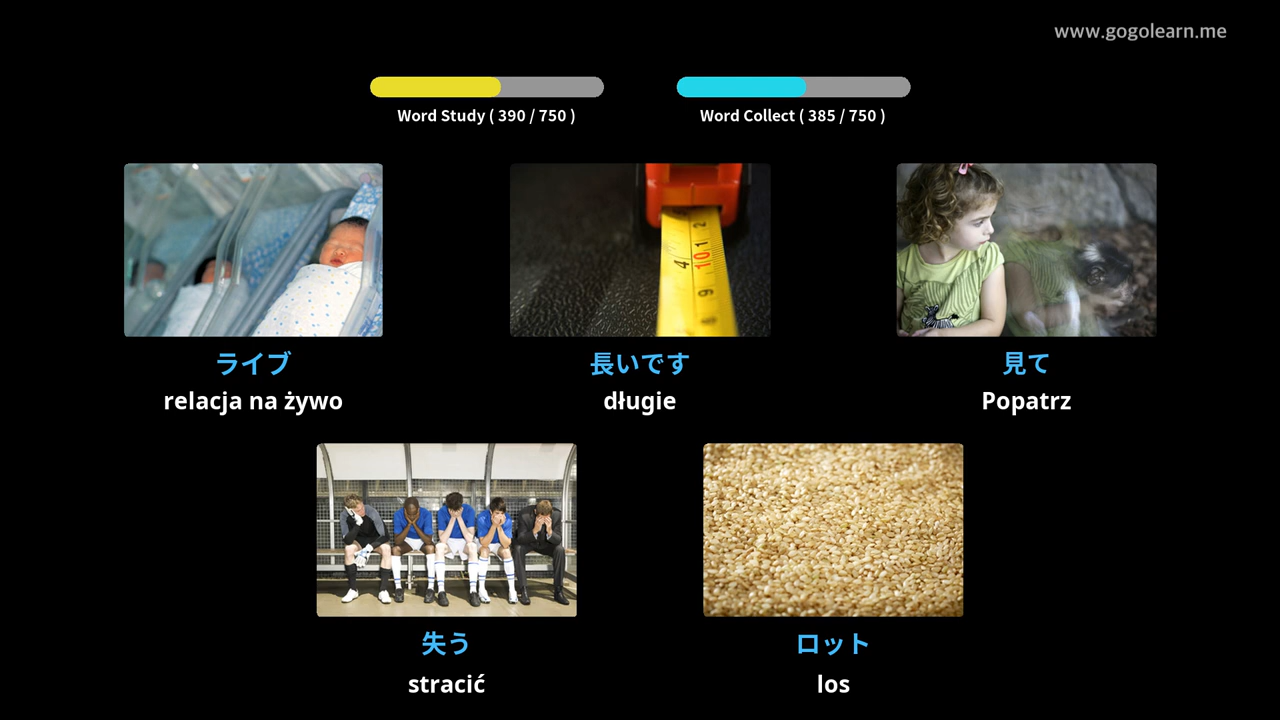 www.gogolearn.me
Word Study ( 390 / 750 )
Word Collect ( 385 / 750 )
ライブ
relacja na żywo
長いです
długie
見て
Popatrz
失う
stracić
ロット
los